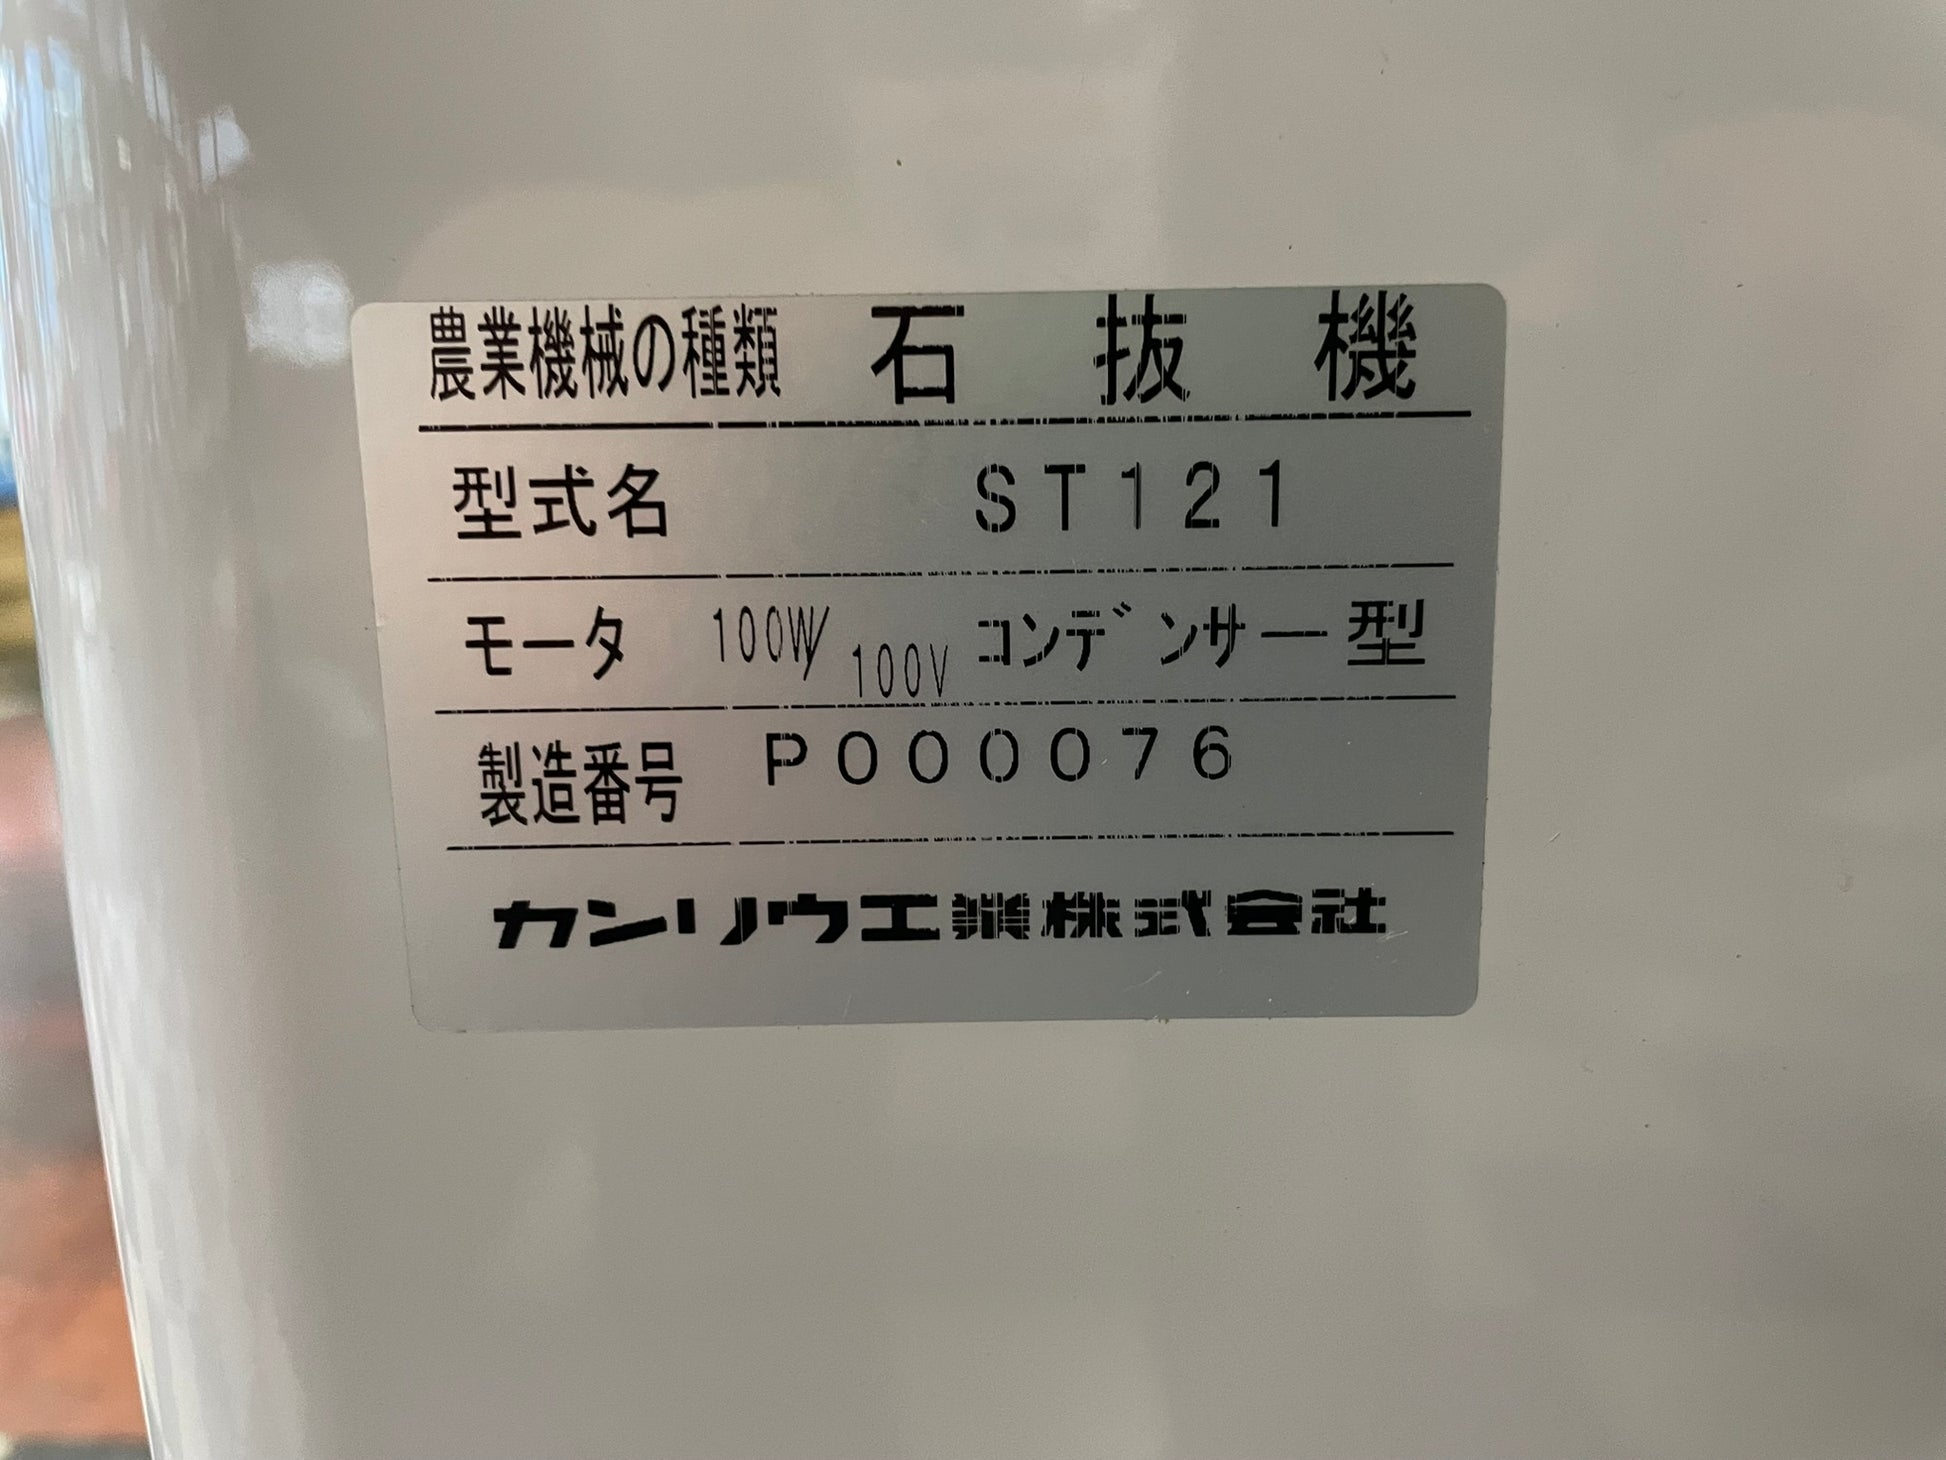 農業機械の種類 石抜機
型式名 ST121
モータ 100W/100V コンデンサー型
製造番号 P000076
カンリウ工業株式会社